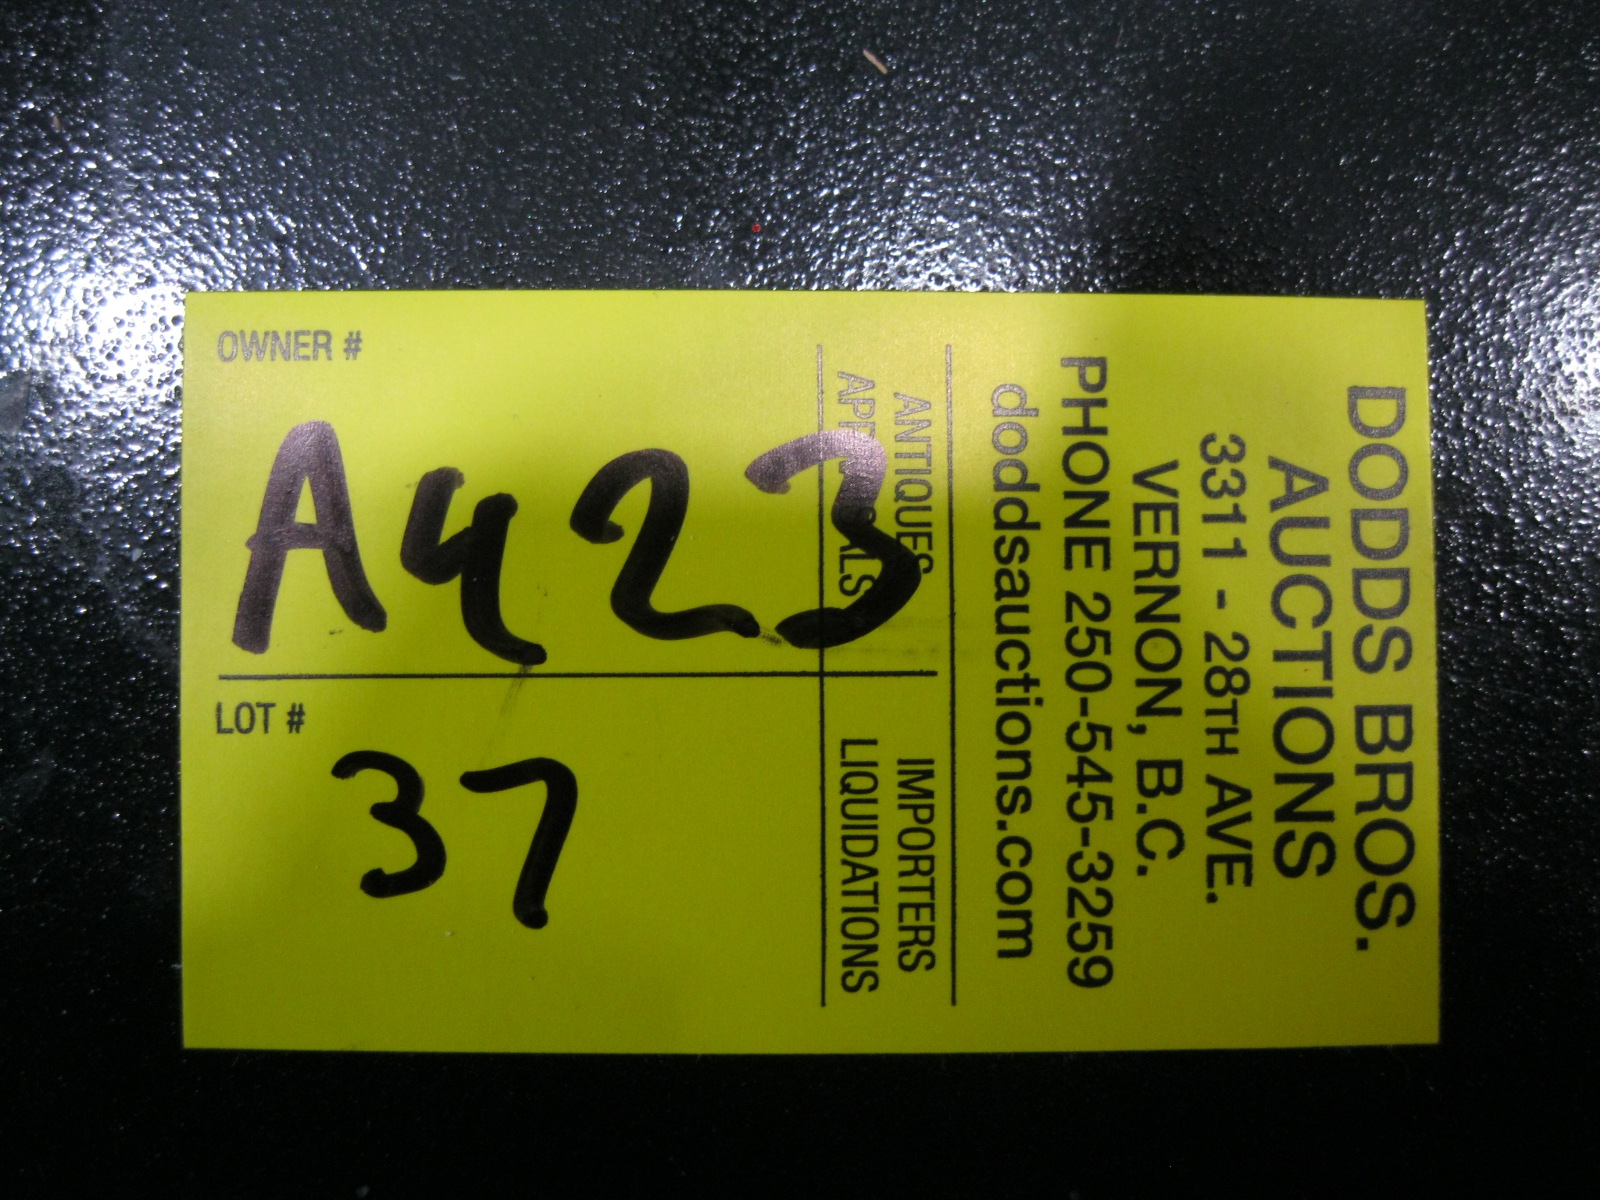 OWNER #
A423
LOT #
37
DODDS BROS.
AUCTIONS
3311 - 28TH AVE.
VERNON, B.C.
PHONE 250-545-3259
doddsauctions.com
ANTIQUES IMPORTERS
APPRAISALS LIQUIDATIONS